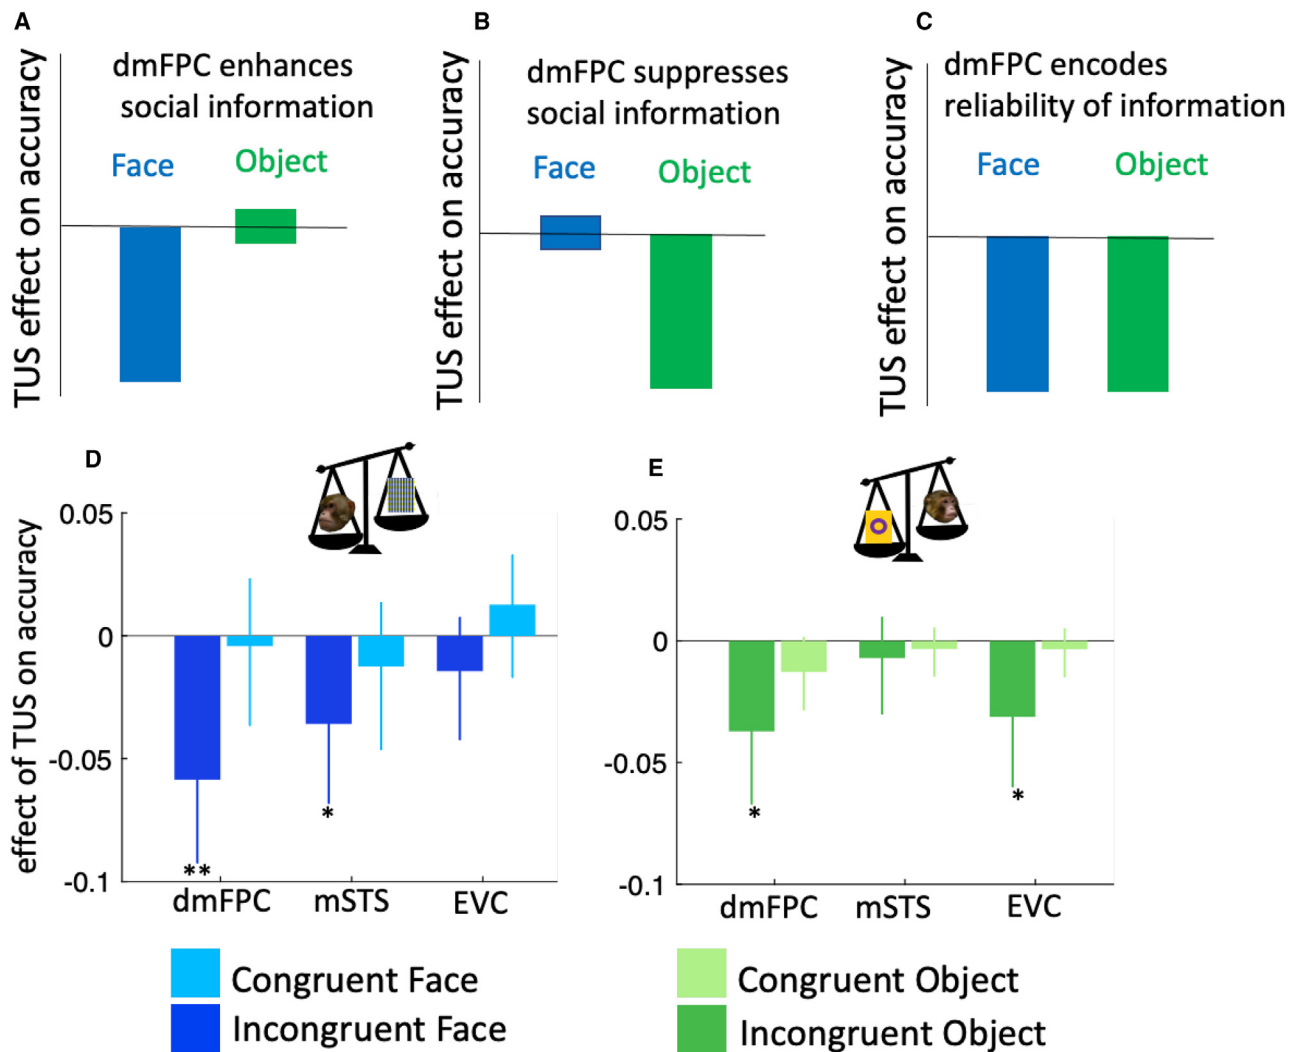 A
TUS effect on accuracy
dmFPC enhances
social information
Face
Object
B
TUS effect on accuracy
dmFPC suppresses
social information
Face
Object
C
TUS effect on accuracy
dmFPC encodes
reliability of information
Face
Object
D
effect of TUS on accuracy
0.05
0
-0.05
-0.1
**
*
dmFPC
mSTS
EVC
Congruent Face
Incongruent Face
E
0.05
0
-0.05
-0.1
*
*
dmFPC
mSTS
EVC
Congruent Object
Incongruent Object